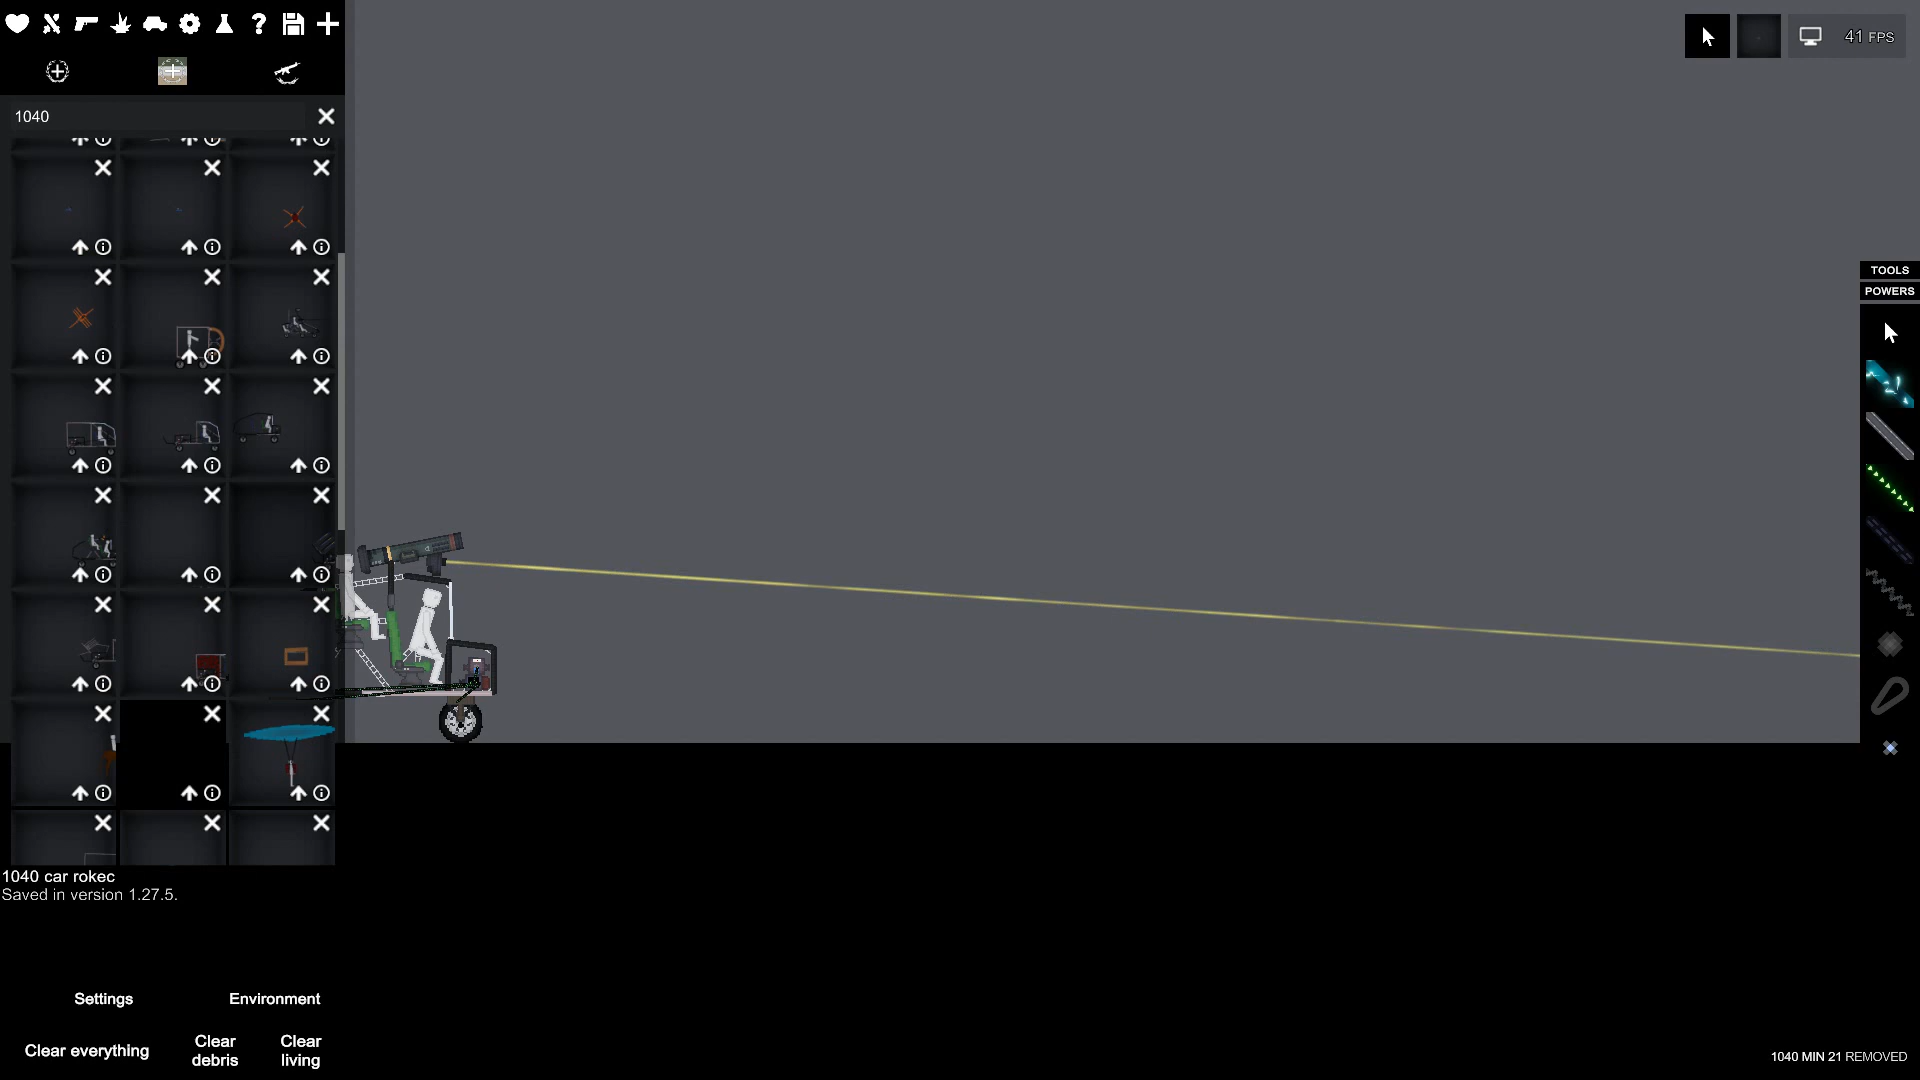 41 FPS
1040
TOOLS
POWERS
1040 car rokec
Saved in version 1.27.5.
Settings
Environment
Clear everything
Clear
debris
Clear
living
1040 MIN 21 REMOVED